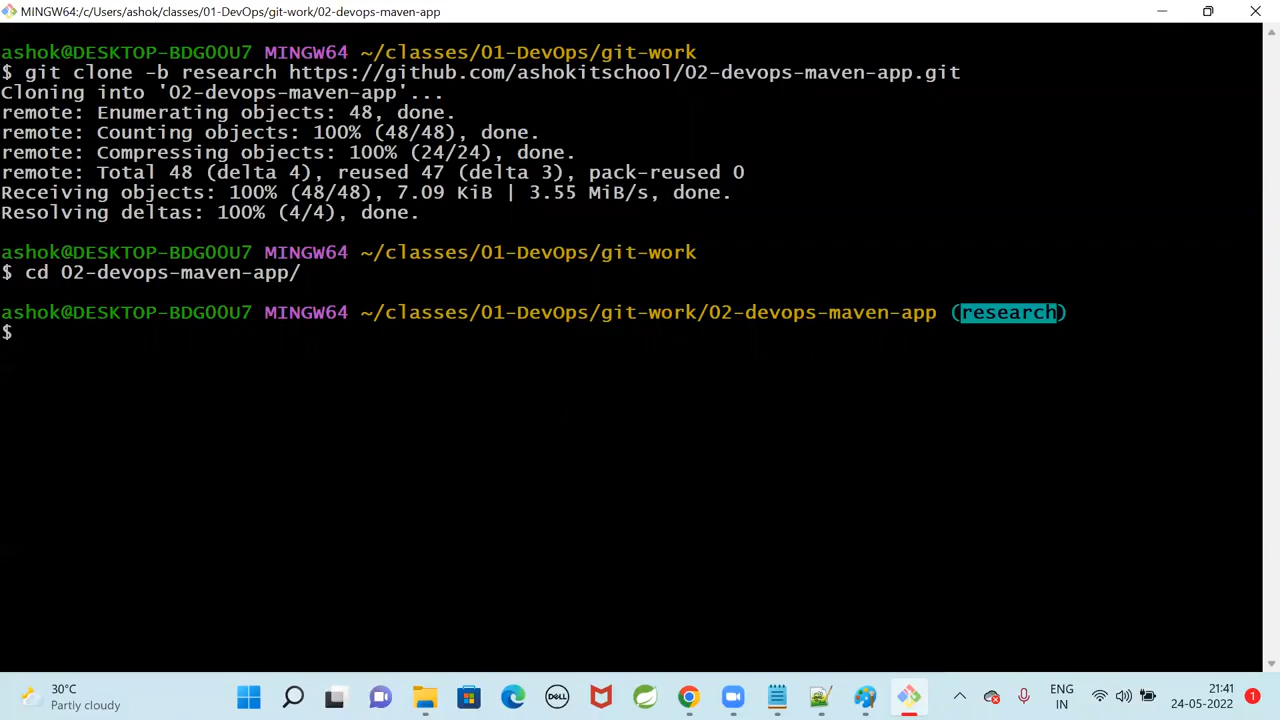 MINGW64:/c/Users/ashok/classes/01-DevOps/git-work/02-devops-maven-app
ashok@DESKTOP-BDG00U7 MINGW64 ~/classes/01-DevOps/git-work
$ git clone -b research https://github.com/ashokitschool/02-devops-maven-app.git
Cloning into '02-devops-maven-app'...
remote: Enumerating objects: 48, done.
remote: Counting objects: 100% (48/48), done.
remote: Compressing objects: 100% (24/24), done.
remote: Total 48 (delta 4), reused 47 (delta 3), pack-reused 0
Receiving objects: 100% (48/48), 7.09 KiB | 3.55 MiB/s, done.
Resolving deltas: 100% (4/4), done.
ashok@DESKTOP-BDG00U7 MINGW64 ~/classes/01-DevOps/git-work
$ cd 02-devops-maven-app/
ashok@DESKTOP-BDG00U7 MINGW64 ~/classes/01-DevOps/git-work/02-devops-maven-app (research)
$
30°C
Partly cloudy
DELL
ENG
IN
21:41
24-05-2022
1